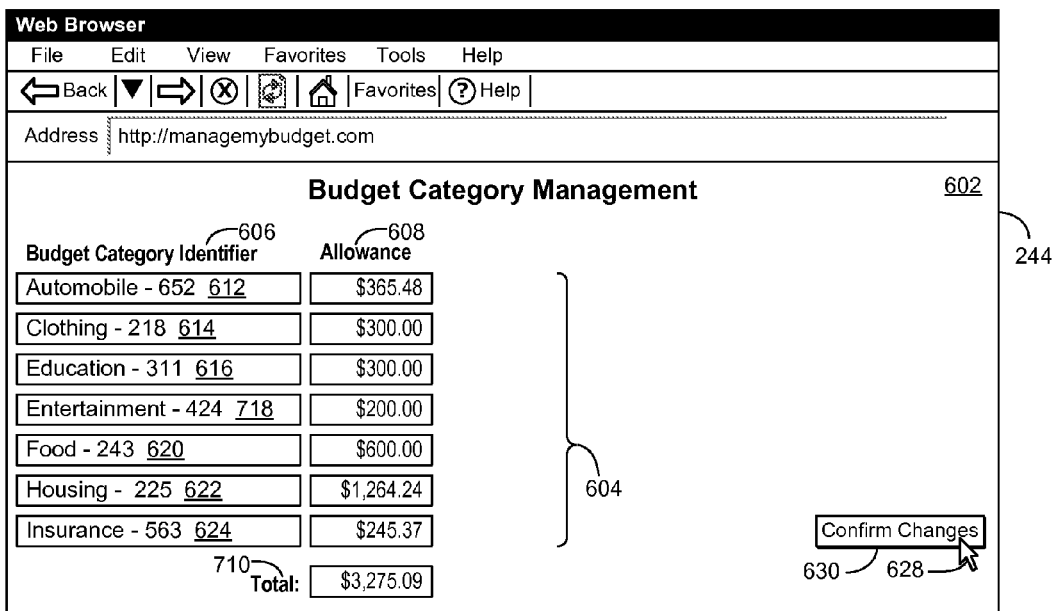 Web Browser
File Edit View Favorites Tools Help
Back Favorites ? Help
Address http://managemybudget.com
Budget Category Management 602
606 608
Budget Category Identifier Allowance
244
Automobile - 652 612 $365.48
Clothing - 218 614 $300.00
Education - 311 616 $300.00
Entertainment - 424 718 $200.00
Food - 243 620 $600.00
Housing - 225 622 $1,264.24
604
Insurance - 563 624 $245.37
Confirm Changes
710 630 628
Total: $3,275.09